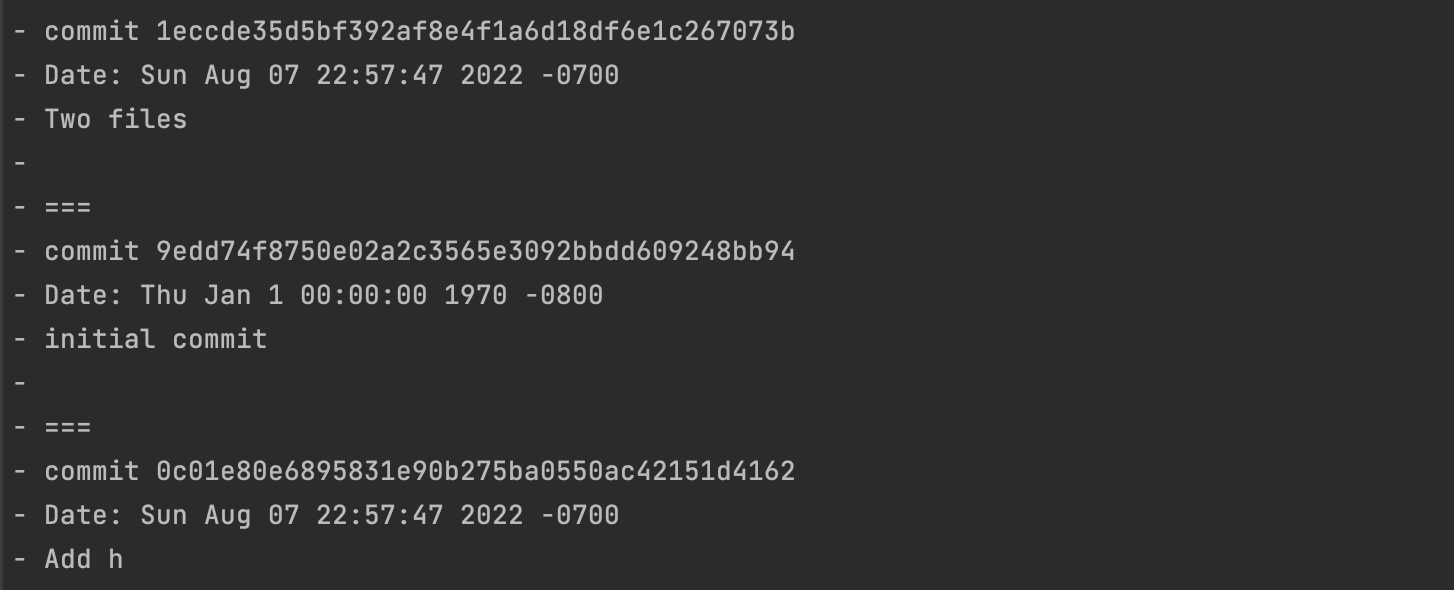 - commit 1eccde35d5bf392af8e4f1a6d18df6e1c267073b
- Date: Sun Aug 07 22:57:47 2022 -0700
- Two files
-
- ===
- commit 9edd74f8750e02a2c3565e3092bbdd609248bb94
- Date: Thu Jan 1 00:00:00 1970 -0800
- initial commit
-
- ===
- commit 0c01e80e6895831e90b275ba0550ac42151d4162
- Date: Sun Aug 07 22:57:47 2022 -0700
- Add h